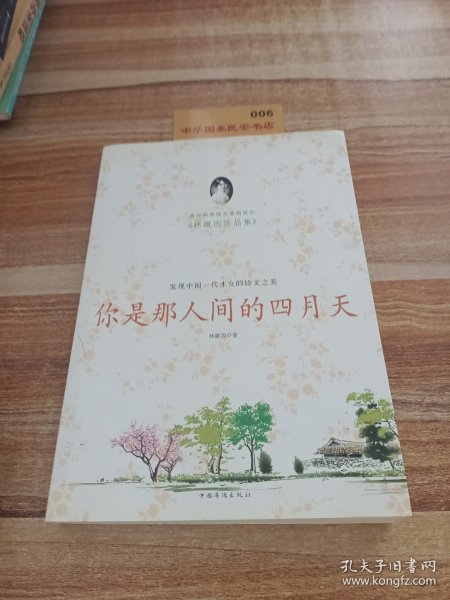 006
中华国泰民安书店
《林徽因作品集》
发现中国一代才女的诗文之美
你是那人间的四月天
林徽因◎著
中国华侨出版社
孔夫子旧书网
www.kongfz.com